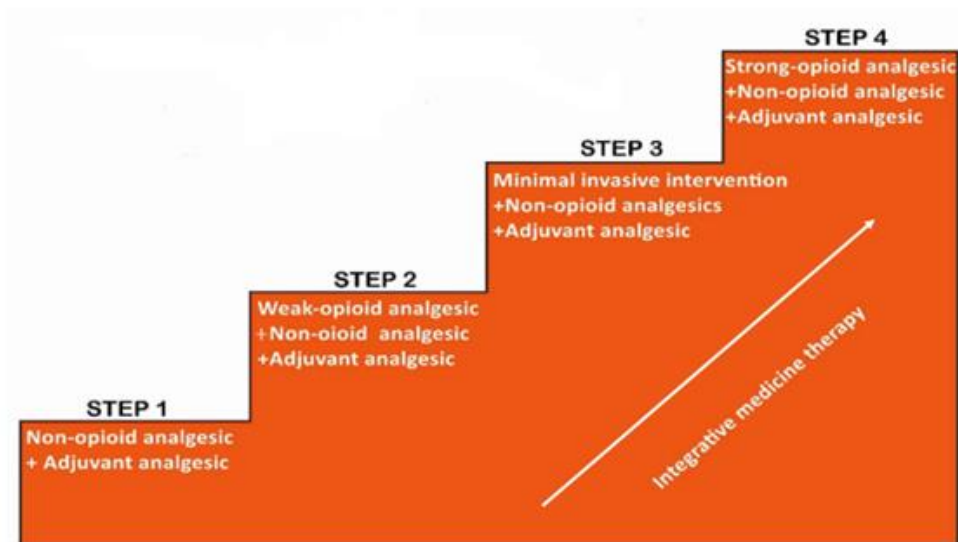 STEP 1
Non-opioid analgesic
+ Adjuvant analgesic
STEP 2
Weak-opioid analgesic
+Non-oioid analgesic
+Adjuvant analgesic
STEP 3
Minimal invasive intervention
+Non-opioid analgesics
+Adjuvant analgesic
STEP 4
Strong-opioid analgesic
+Non-opioid analgesic
+Adjuvant analgesic
Integrative medicine therapy